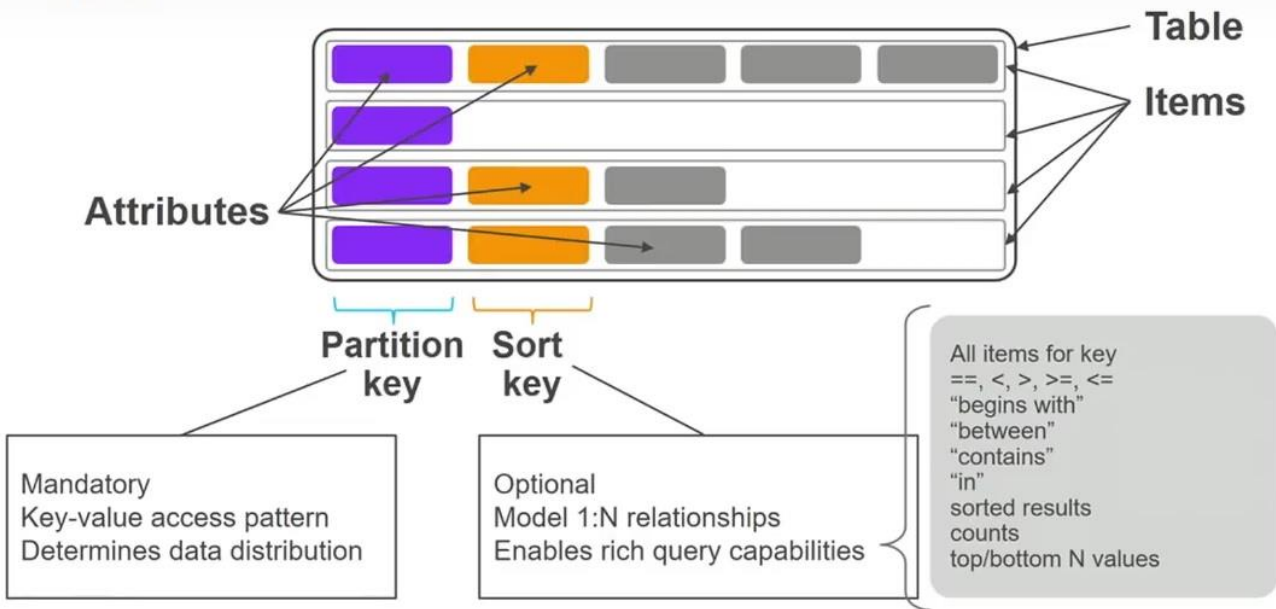 Table
Items
Attributes
Partition
key
Sort
key
Mandatory
Key-value access pattern
Determines data distribution
Optional
Model 1:N relationships
Enables rich query capabilities
All items for key
==, <, >, >=, <=
“begins with”
“between”
“contains”
“in”
sorted results
counts
top/bottom N values